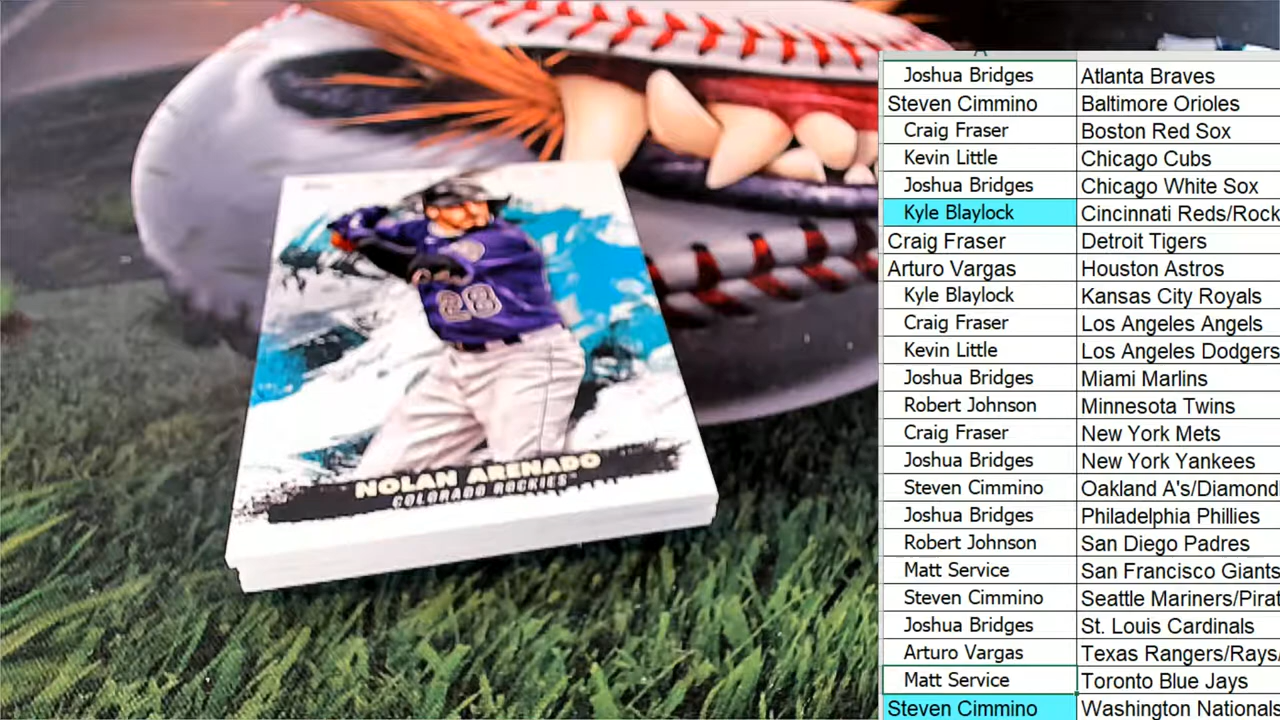 28
NOLAN ARENADO
COLORADO ROCKIES
A
Joshua Bridges Atlanta Braves
Steven Cimmino Baltimore Orioles
Craig Fraser Boston Red Sox
Kevin Little Chicago Cubs
Joshua Bridges Chicago White Sox
Kyle Blaylock Cincinnati Reds/Rock
Craig Fraser Detroit Tigers
Arturo Vargas Houston Astros
Kyle Blaylock Kansas City Royals
Craig Fraser Los Angeles Angels
Kevin Little Los Angeles Dodgers
Joshua Bridges Miami Marlins
Robert Johnson Minnesota Twins
Craig Fraser New York Mets
Joshua Bridges New York Yankees
Steven Cimmino Oakland A's/Diamond
Joshua Bridges Philadelphia Phillies
Robert Johnson San Diego Padres
Matt Service San Francisco Giants
Steven Cimmino Seattle Mariners/Pirat
Joshua Bridges St. Louis Cardinals
Arturo Vargas Texas Rangers/Rays/
Matt Service Toronto Blue Jays
Steven Cimmino Washington Nationals